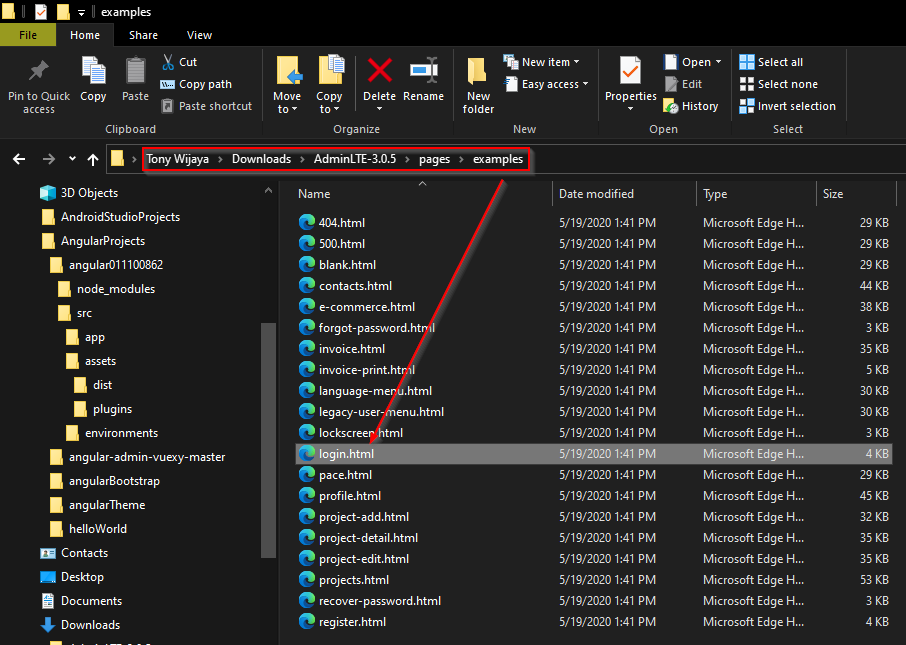 examples
File Home Share View
Pin to Quick access
Copy
Paste
Cut
Copy path
Paste shortcut
Clipboard
Move to
Copy to
Delete
Rename
Organize
New folder
New item
Easy access
New
Properties
Open
Edit
History
Open
Select all
Select none
Invert selection
Select
Tony Wijaya > Downloads > AdminLTE-3.0.5 > pages > examples
3D Objects
AndroidStudioProjects
AngularProjects
angular011100862
node_modules
src
app
assets
dist
plugins
environments
angular-admin-vuexy-master
angularBootstrap
angularTheme
helloWorld
Contacts
Desktop
Documents
Downloads
Name Date modified Type Size
404.html 5/19/2020 1:41 PM Microsoft Edge H... 29 KB
500.html 5/19/2020 1:41 PM Microsoft Edge H... 29 KB
blank.html 5/19/2020 1:41 PM Microsoft Edge H... 29 KB
contacts.html 5/19/2020 1:41 PM Microsoft Edge H... 44 KB
e-commerce.html 5/19/2020 1:41 PM Microsoft Edge H... 38 KB
forgot-password.html 5/19/2020 1:41 PM Microsoft Edge H... 3 KB
invoice.html 5/19/2020 1:41 PM Microsoft Edge H... 35 KB
invoice-print.html 5/19/2020 1:41 PM Microsoft Edge H... 5 KB
language-menu.html 5/19/2020 1:41 PM Microsoft Edge H... 30 KB
legacy-user-menu.html 5/19/2020 1:41 PM Microsoft Edge H... 30 KB
lockscreen.html 5/19/2020 1:41 PM Microsoft Edge H... 3 KB
login.html 5/19/2020 1:41 PM Microsoft Edge H... 4 KB
pace.html 5/19/2020 1:41 PM Microsoft Edge H... 29 KB
profile.html 5/19/2020 1:41 PM Microsoft Edge H... 45 KB
project-add.html 5/19/2020 1:41 PM Microsoft Edge H... 32 KB
project-detail.html 5/19/2020 1:41 PM Microsoft Edge H... 35 KB
project-edit.html 5/19/2020 1:41 PM Microsoft Edge H... 35 KB
projects.html 5/19/2020 1:41 PM Microsoft Edge H... 53 KB
recover-password.html 5/19/2020 1:41 PM Microsoft Edge H... 3 KB
register.html 5/19/2020 1:41 PM Microsoft Edge H... 4 KB